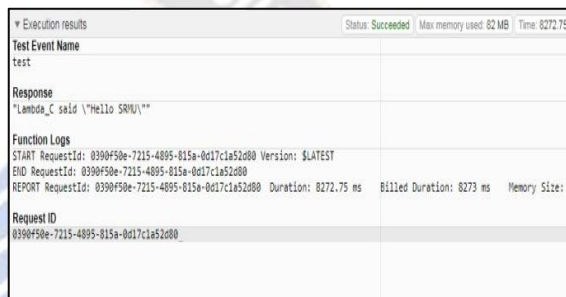 ▼ Execution results Status: Succeeded Max memory used: 82 MB Time: 8272.75
Test Event Name
test
Response
"Lambda_C said \"Hello SRMU\""
Function Logs
START RequestId: 0390f50e-7215-4895-815a-0d17c1a52d80 Version: $LATEST
END RequestId: 0390f50e-7215-4895-815a-0d17c1a52d80
REPORT RequestId: 0390f50e-7215-4895-815a-0d17c1a52d80 Duration: 8272.75 ms Billed Duration: 8273 ms Memory Size:
Request ID
0390f50e-7215-4895-815a-0d17c1a52d80